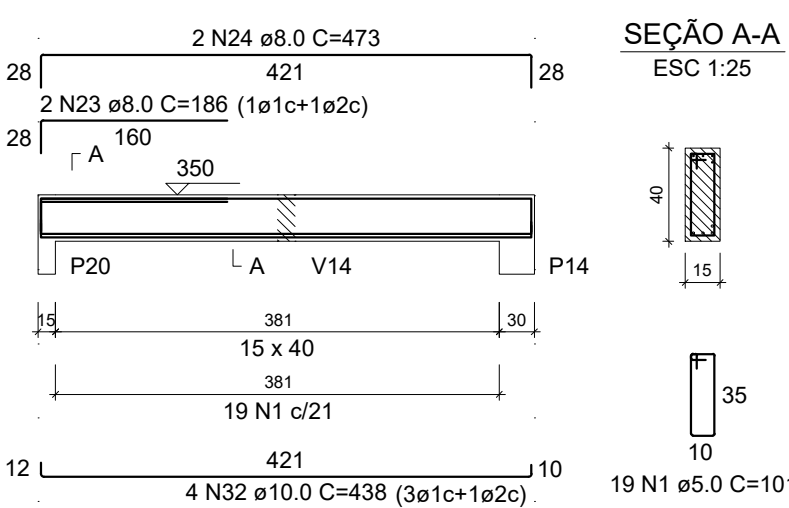 2 N24 ø8.0 C=473
28 421 28
2 N23 ø8.0 C=186 (1ø1c+1ø2c)
28 160
A
350
P20 A V14 P14
15 381 30
15 x 40
381
19 N1 c/21
12 421 10
4 N32 ø10.0 C=438 (3ø1c+1ø2c)
SEÇÃO A-A
ESC 1:25
40
15
35
10
19 N1 ø5.0 C=101